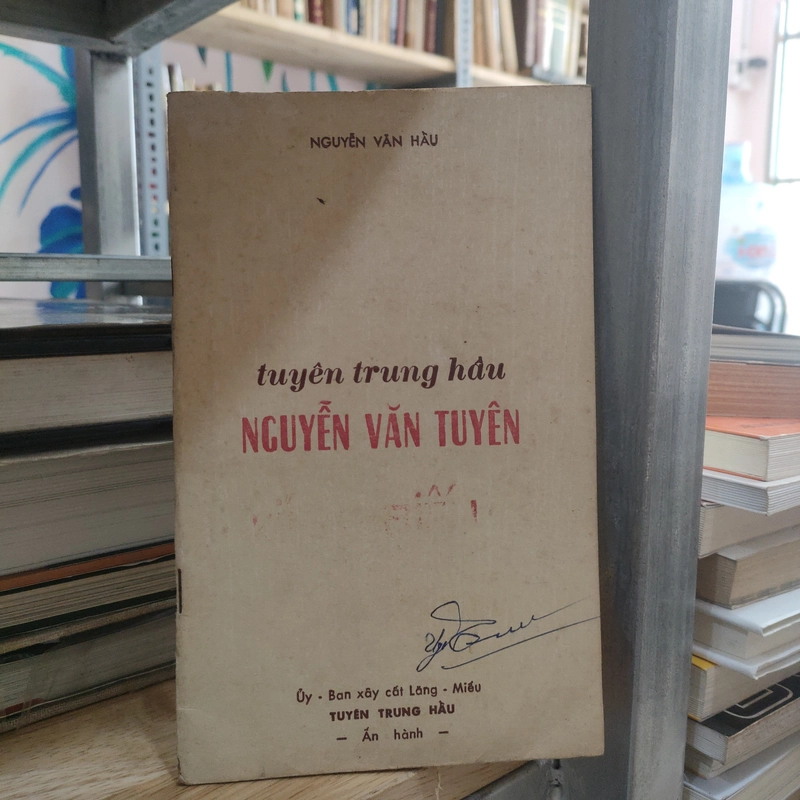 NGUYỄN VĂN HẦU
tuyên trung hầu
NGUYỄN VĂN TUYÊN
Ủy - Ban xây cất Lăng - Miếu
TUYÊN TRUNG HẦU
— Ấn hành —